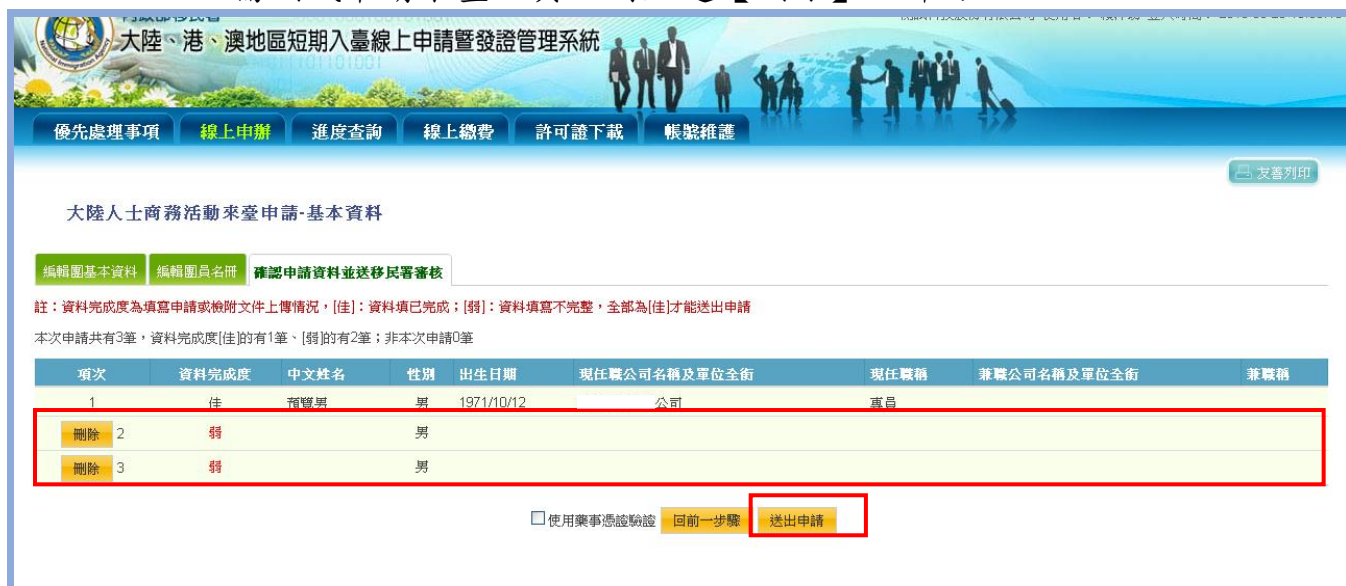 大陸、港、澳地區短期入臺線上申請暨發證管理系統
優先處理事項 線上申辦 進度查詢 線上繳費 許可證下載 帳號維護
友善列印
大陸人士商務活動來臺申請-基本資料
編輯團基本資料 編輯團員名冊 確認申請資料並送移民署審核
註：資料完成度為填寫申請或檢附文件上傳情況，[佳]：資料填已完成；[弱]：資料填寫不完整，全部為[佳]才能送出申請
本次申請共有3筆，資料完成度[佳]的有1筆、[弱]的有2筆；非本次申請0筆
項次 資料完成度 中文姓名 性別 出生日期 現任職公司名稱及單位全銜 現任職稱 兼職公司名稱及單位全銜 兼職稱
1 佳 預覽男 男 1971/10/12 公司 專員
刪除 2 弱 男
刪除 3 弱 男
使用藥事憑證驗證 回前一步驟 送出申請